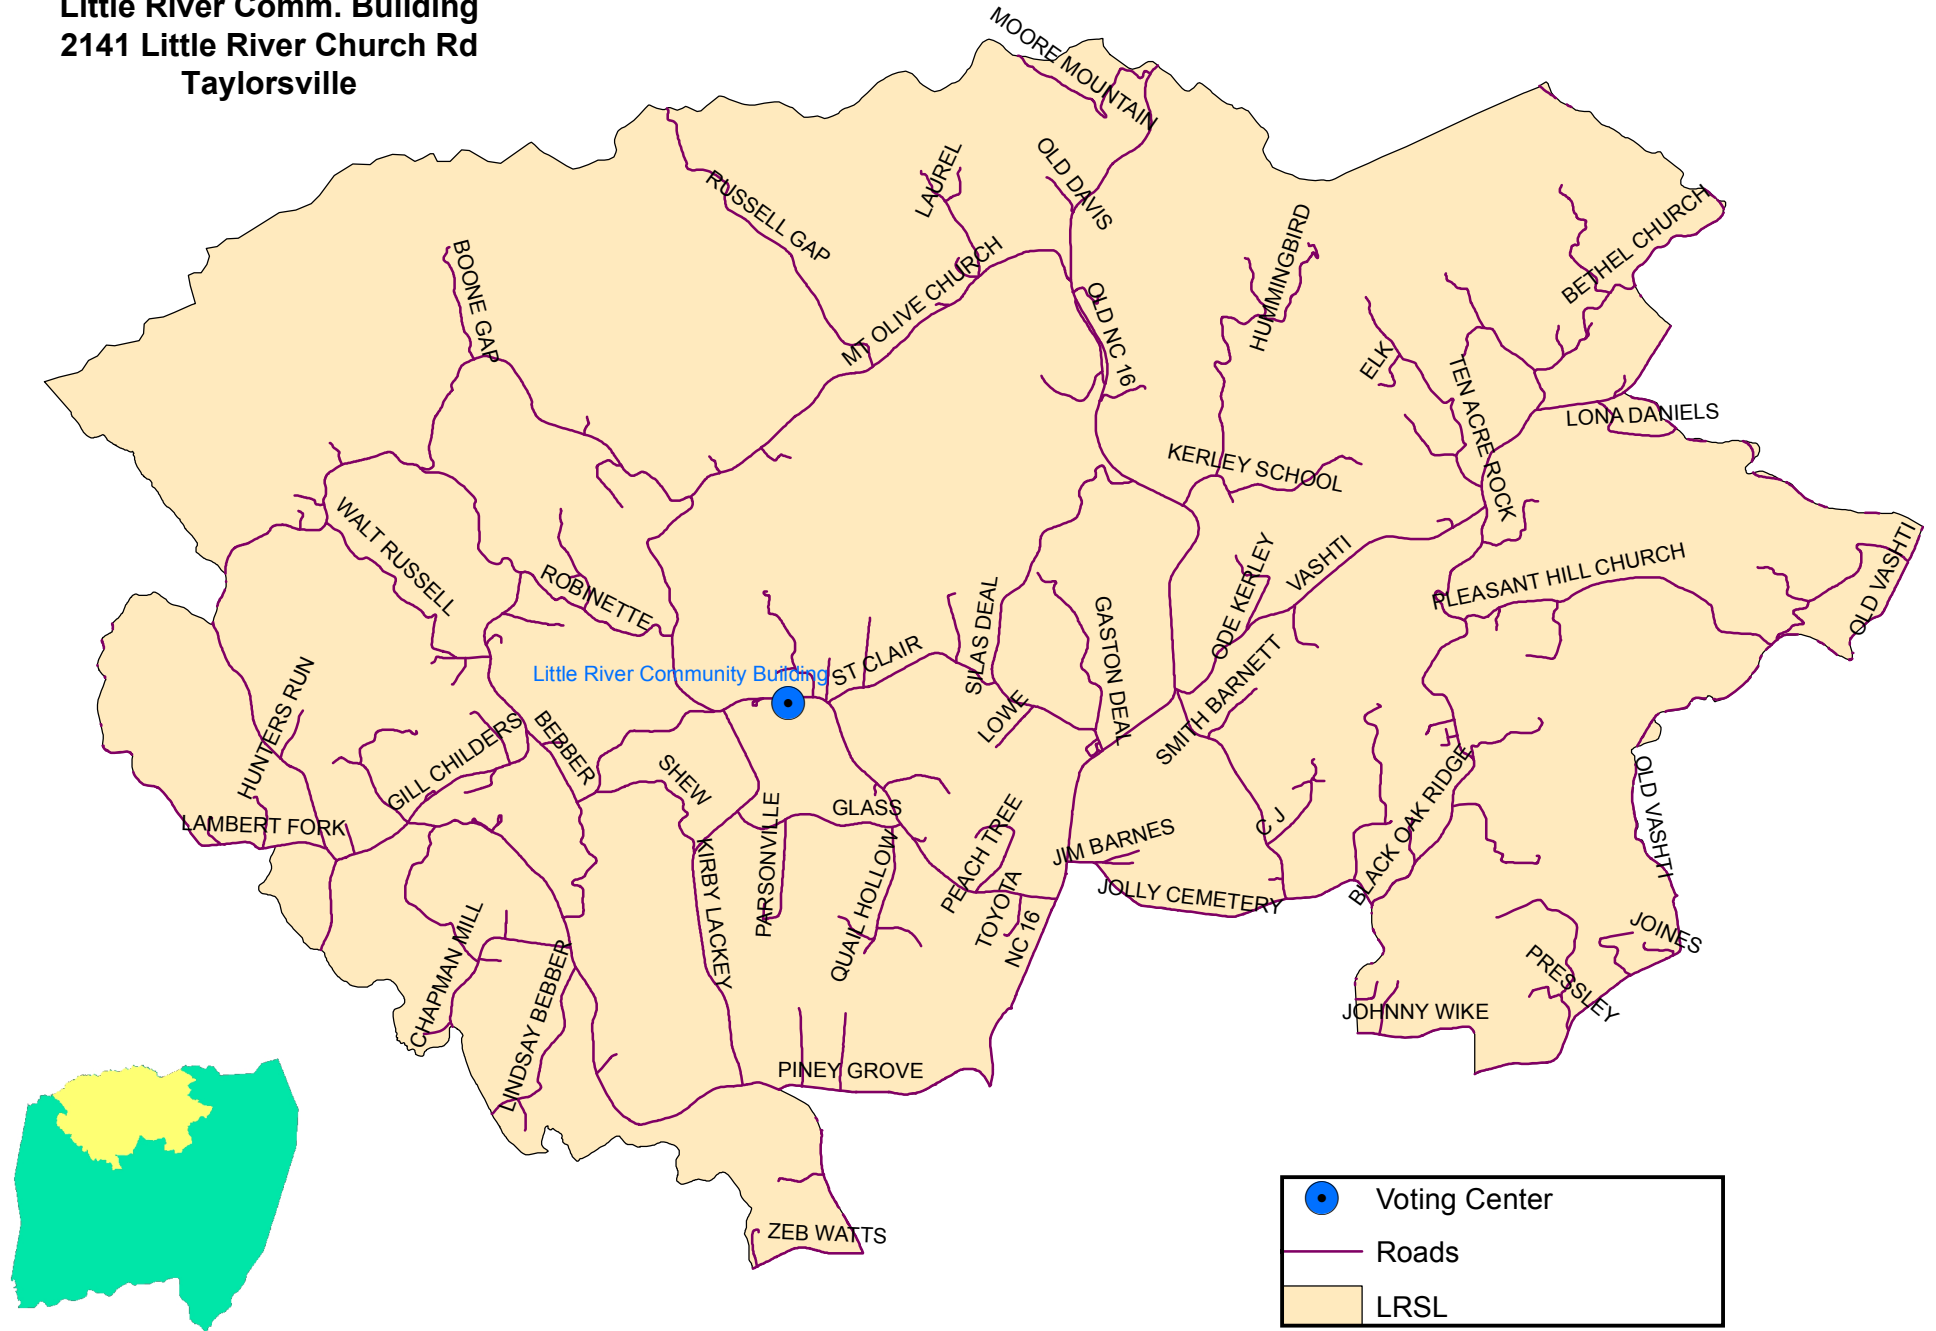 Little River Comm. Building
2141 Little River Church Rd
Taylorsville
MOORE MOUNTAIN
OLD DAVIS
LAUREL
RUSSELL GAP
BETHEL CHURCH
HUMMINGBIRD
BOONE GAP
MT OLIVE CHURCH
OLD NC 16
ELK
TEN ACRE ROCK
LONA DANIELS
KERLEY SCHOOL
WALT RUSSELL
ROBINETTE
VASHTI
ODE KERLEY
PLEASANT HILL CHURCH
OLD VASHTI
SILAS DEAL
GASTON DEAL
ST CLAIR
Little River Community Building
SMITH BARNETT
HUNTERS RUN
LOWE
GILL CHILDERS
BEBBER
SHEW
BLACK OAK RIDGE
OLD VASHTI
LAMBERT FORK
PARSONVILLE
GLASS
PEACH TREE
C J
JIM BARNES
KIRBY LACKEY
QUAIL HOLLOW
TOYOTA
NC 16
JOLLY CEMETERY
CHAPMAN MILL
JOINES
PRESSLEY
LINDSAY BEBBER
JOHNNY WIKE
PINEY GROVE
ZEB WATTS
Voting Center
Roads
LRSL